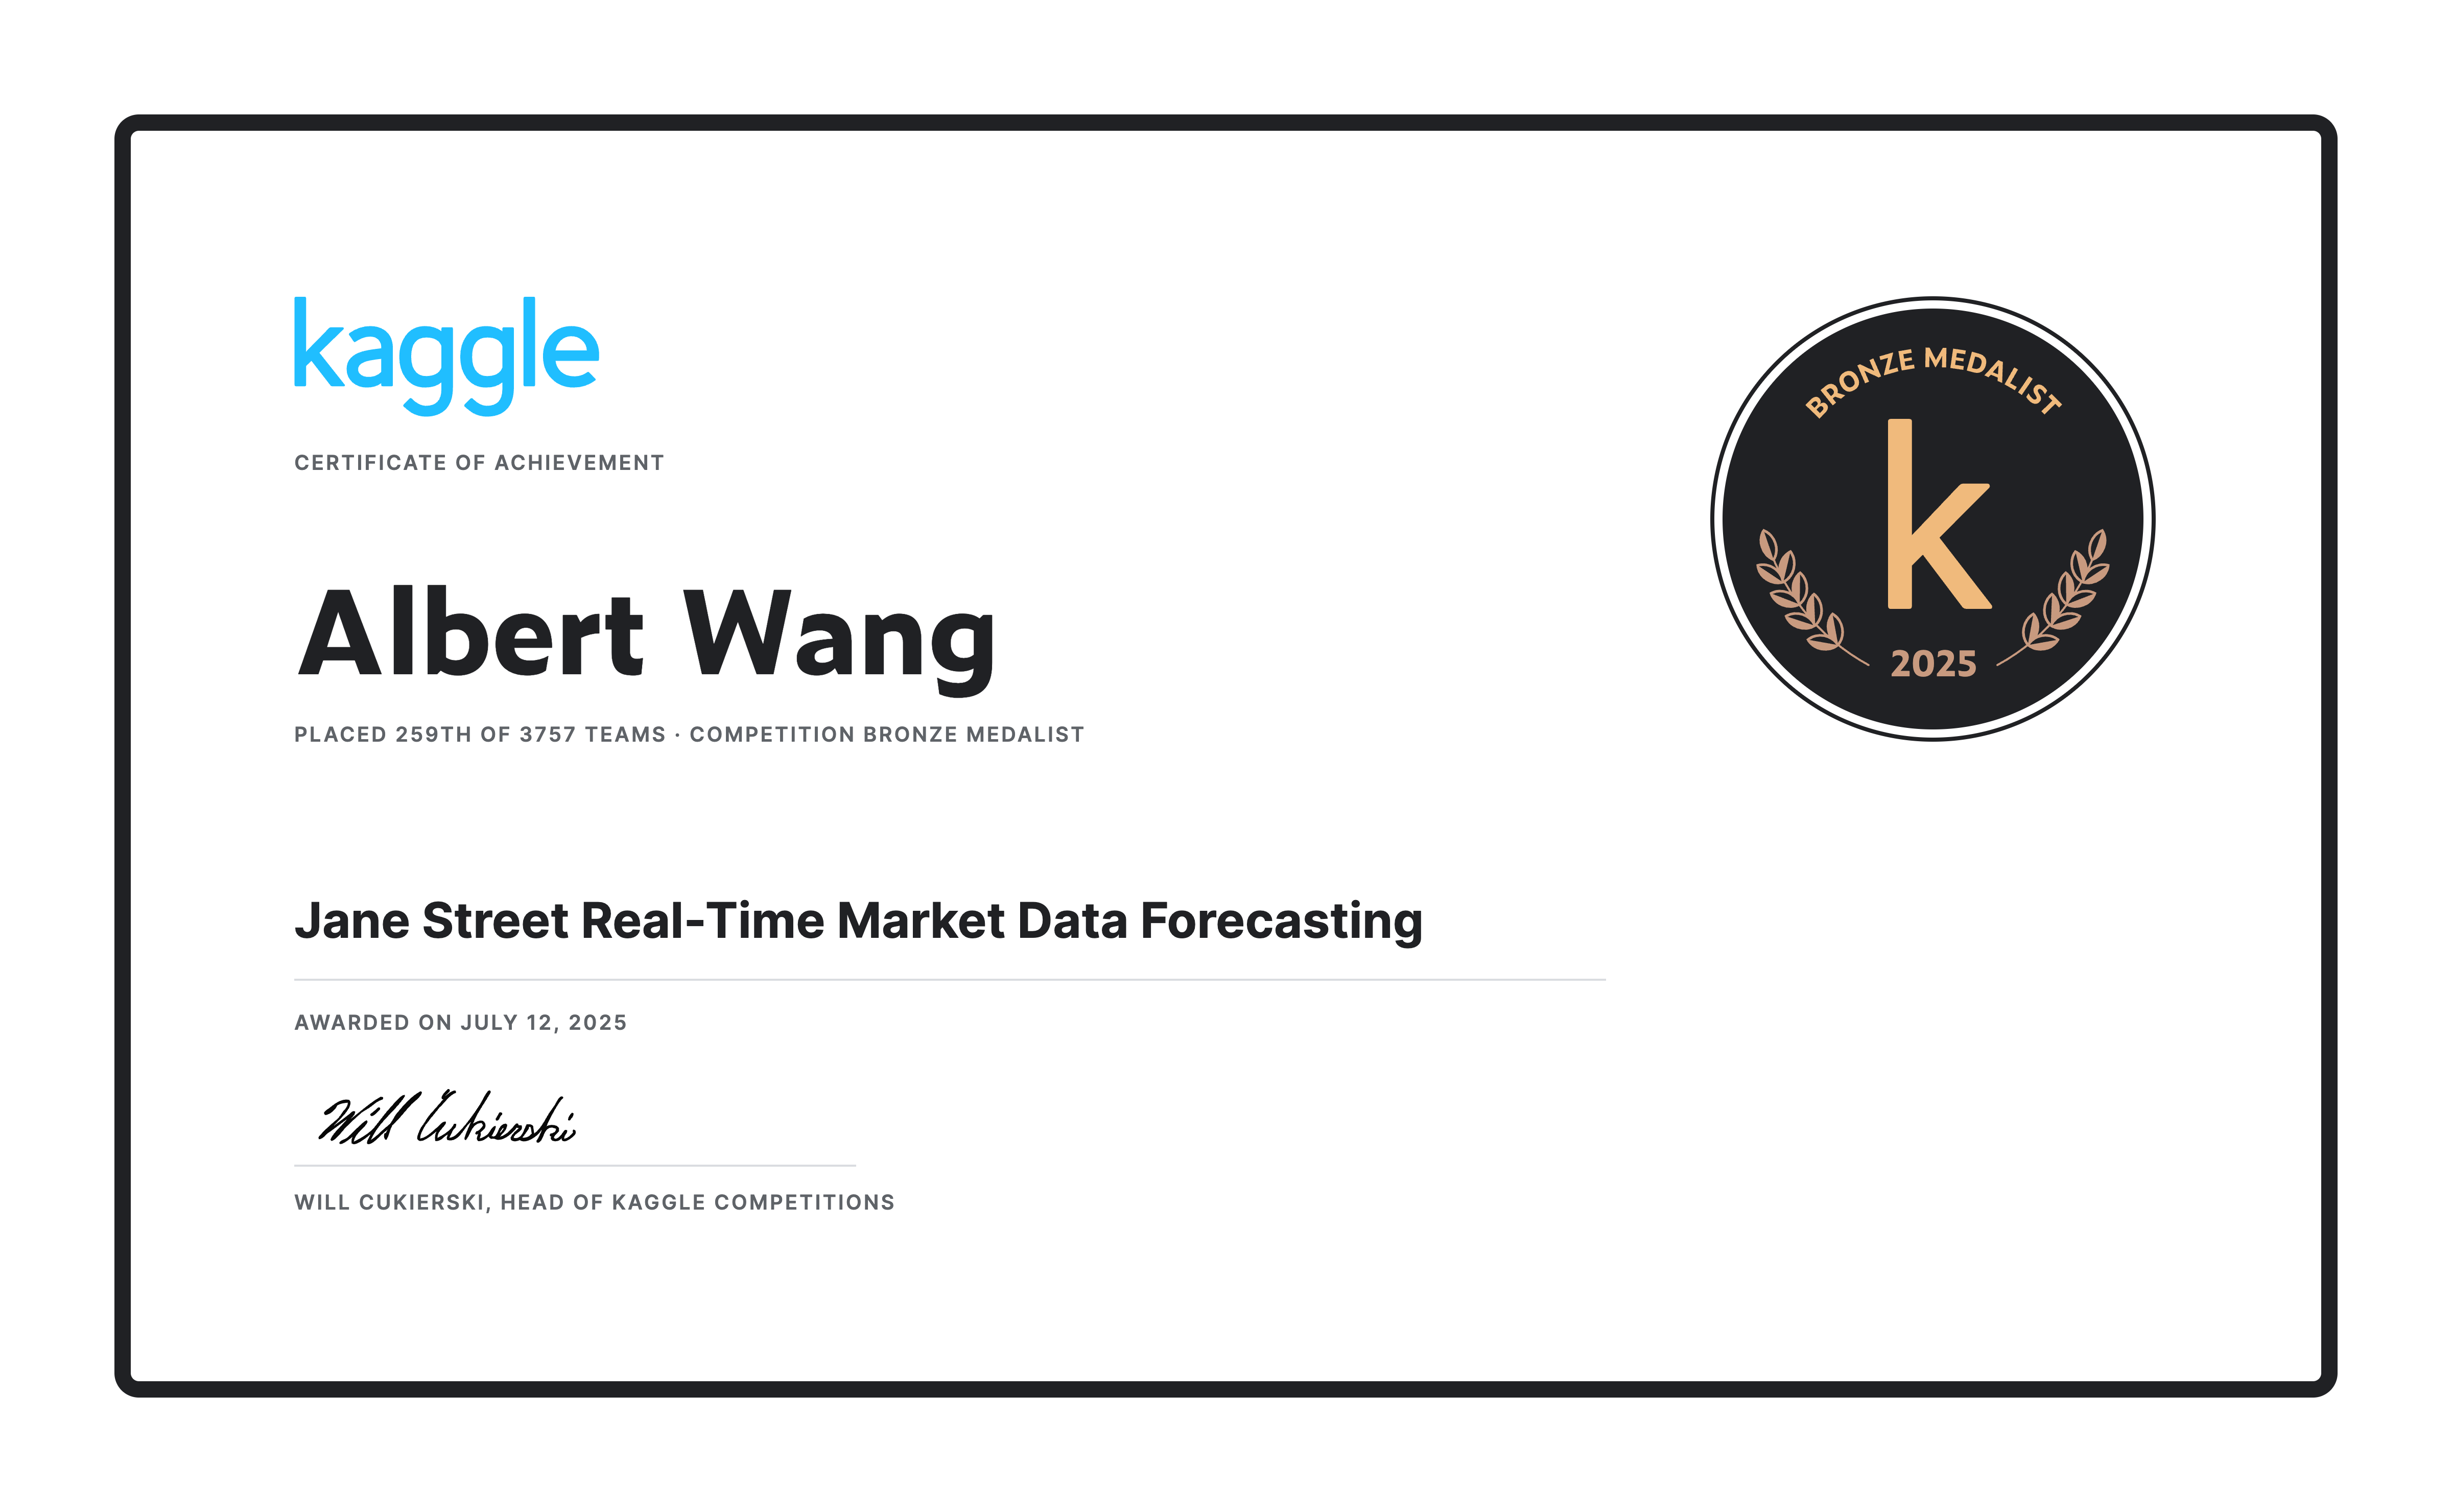 kaggle
CERTIFICATE OF ACHIEVEMENT
Albert Wang
PLACED 259TH OF 3757 TEAMS · COMPETITION BRONZE MEDALIST
BRONZE MEDALIST
k
2025
Jane Street Real-Time Market Data Forecasting
AWARDED ON JULY 12, 2025
Will Cukierski
WILL CUKIERSKI, HEAD OF KAGGLE COMPETITIONS